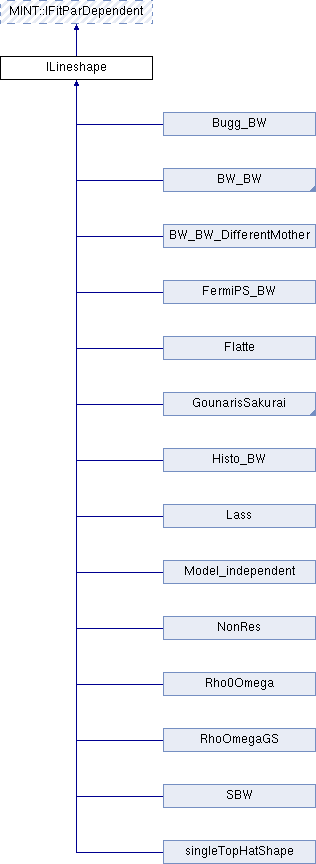 MINT::IFitParDependent
ILineshape
Bugg_BW
BW_BW
BW_BW_DifferentMother
FermiPS_BW
Flatte
GounarisSakurai
Histo_BW
Lass
Model_independent
NonRes
Rho0Omega
RhoOmegaGS
SBW
singleTopHatShape